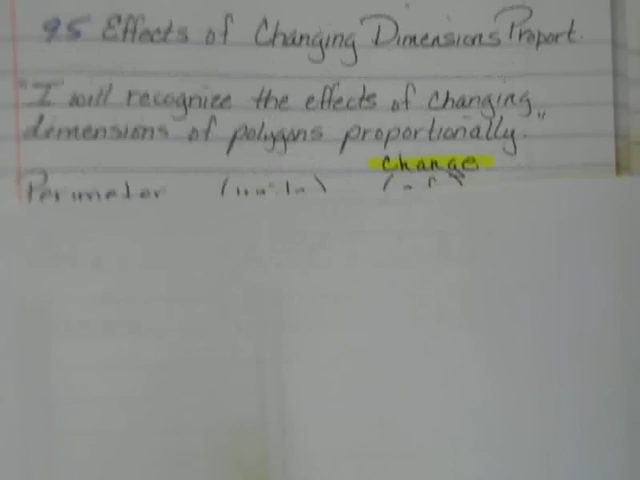 9.5 Effects of Changing Dimensions Proport.
"I will recognize the effects of changing
dimensions of polygons proportionally."
change
Perimeter